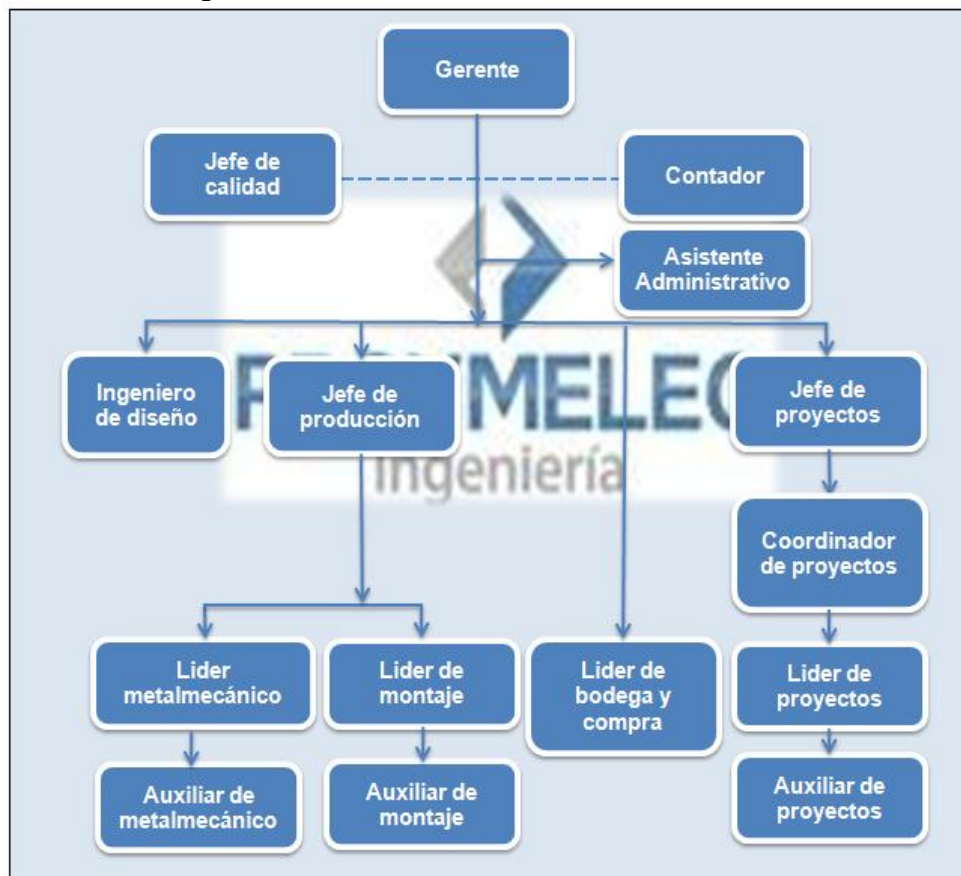 Gerente
Jefe de
calidad
Contador
Asistente
Administrativo
Ingeniero
de diseño
Jefe de
producción
MELEC
Jefe de
proyectos
Ingeniería
Coordinador
de proyectos
Lider
metalmecánico
Lider de
montaje
Lider de
bodega y
compra
Lider de
proyectos
Auxiliar de
metalmecánico
Auxiliar de
montaje
Auxiliar de
proyectos